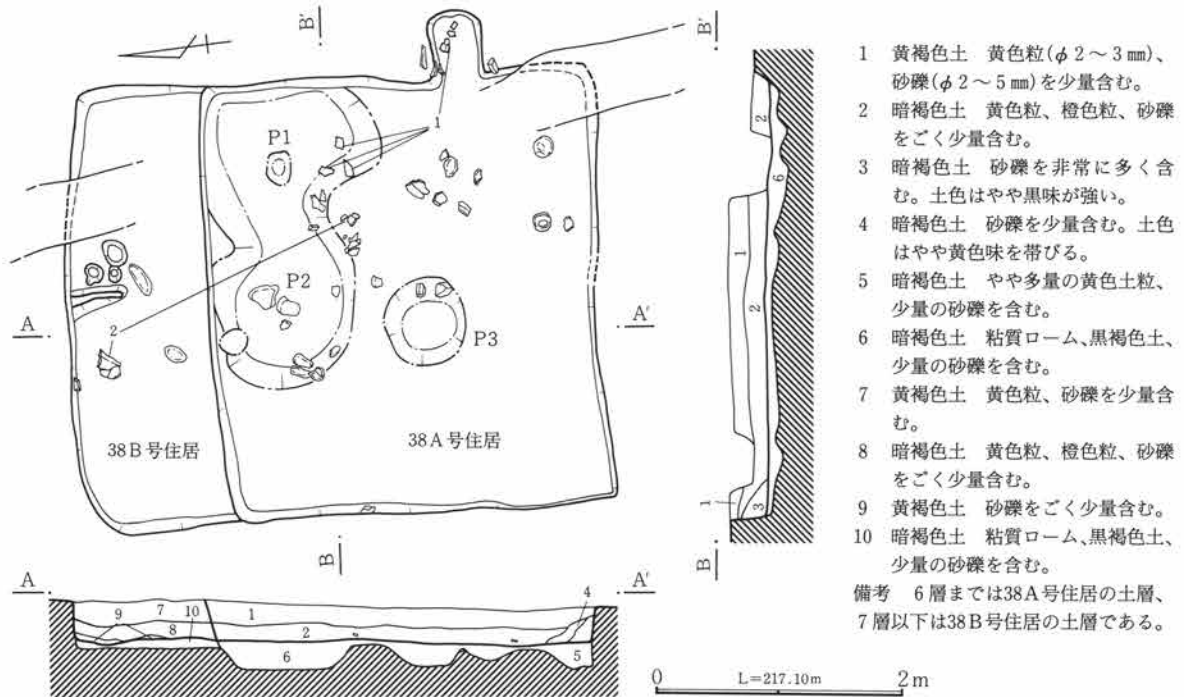 B'
B'
1
P1
P2
P3
2
A
A'
38B号住居
38A号住居
B
B
1
2
6
2
1
3
A
A'
9
7
10
8
1
2
4
6
5
0
L=217.10m
2m
1 黄褐色土 黄色粒(φ2～3㎜)、
砂礫(φ2～5㎜)を少量含む。
2 暗褐色土 黄色粒、橙色粒、砂礫
をごく少量含む。
3 暗褐色土 砂礫を非常に多く含
む。土色はやや黒味が強い。
4 暗褐色土 砂礫を少量含む。土色
はやや黄色味を帯びる。
5 暗褐色土 やや多量の黄色土粒、
少量の砂礫を含む。
6 暗褐色土 粘質ローム、黒褐色土、
少量の砂礫を含む。
7 黄褐色土 黄色粒、砂礫を少量含
む。
8 暗褐色土 黄色粒、橙色粒、砂礫
をごく少量含む。
9 黄褐色土 砂礫をごく少量含む。
10 暗褐色土 粘質ローム、黒褐色土、
少量の砂礫を含む。
備考 6層までは38A号住居の土層、
7層以下は38B号住居の土層である。